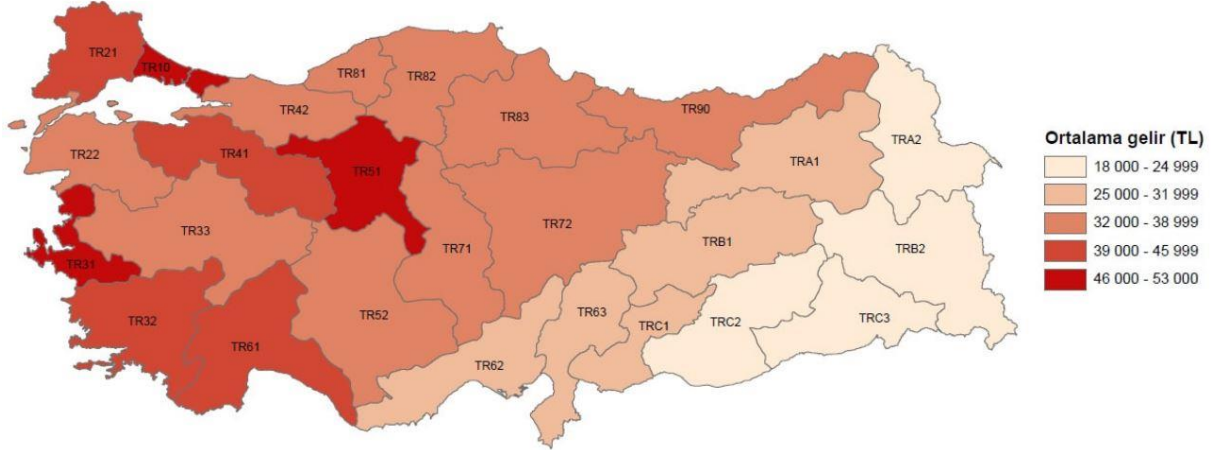 TR21
TR10
TR81
TR82
TR42
TR83
TR90
TR22
TR41
TR51
TRA1
TRA2
TR33
TR71
TR72
TRB1
TRB2
TR31
TR32
TR61
TR52
TR62
TR63
TRC1
TRC2
TRC3
Ortalama gelir (TL)
18 000 - 24 999
25 000 - 31 999
32 000 - 38 999
39 000 - 45 999
46 000 - 53 000